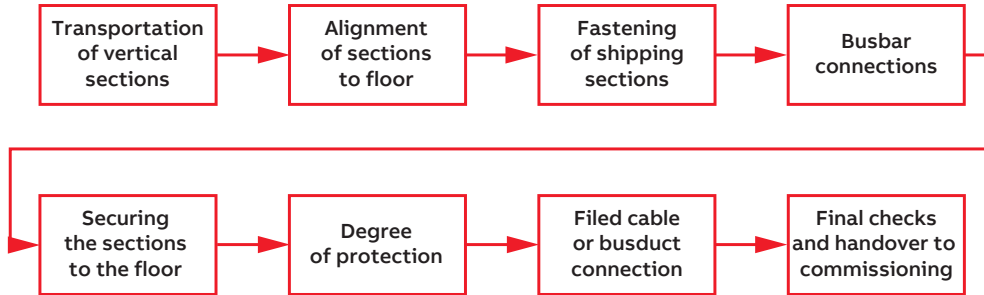 Transportation
of vertical
sections
Alignment
of sections
to floor
Fastening
of shipping
sections
Busbar
connections
Securing
the sections
to the floor
Degree
of protection
Filed cable
or busduct
connection
Final checks
and handover to
commissioning